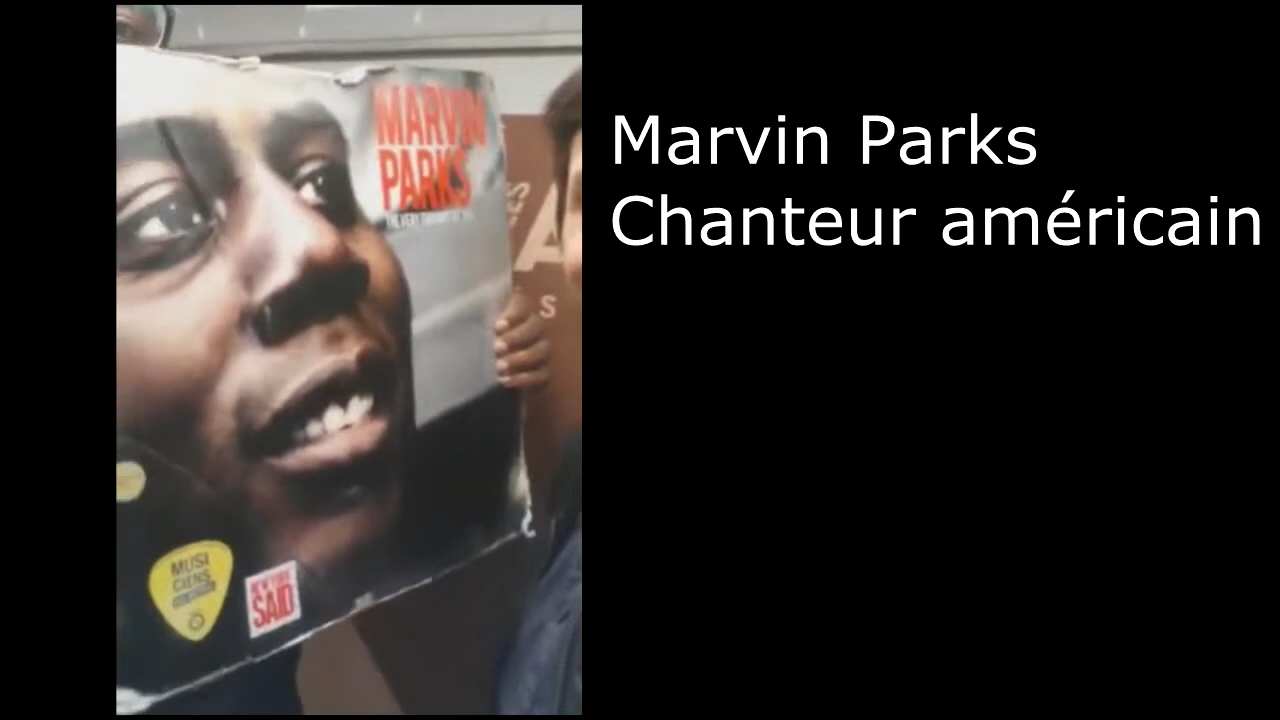 MARVIN
PARKS
Marvin Parks
Chanteur américain
A
S
MUSI
CIENS
NEW YORK
SAID